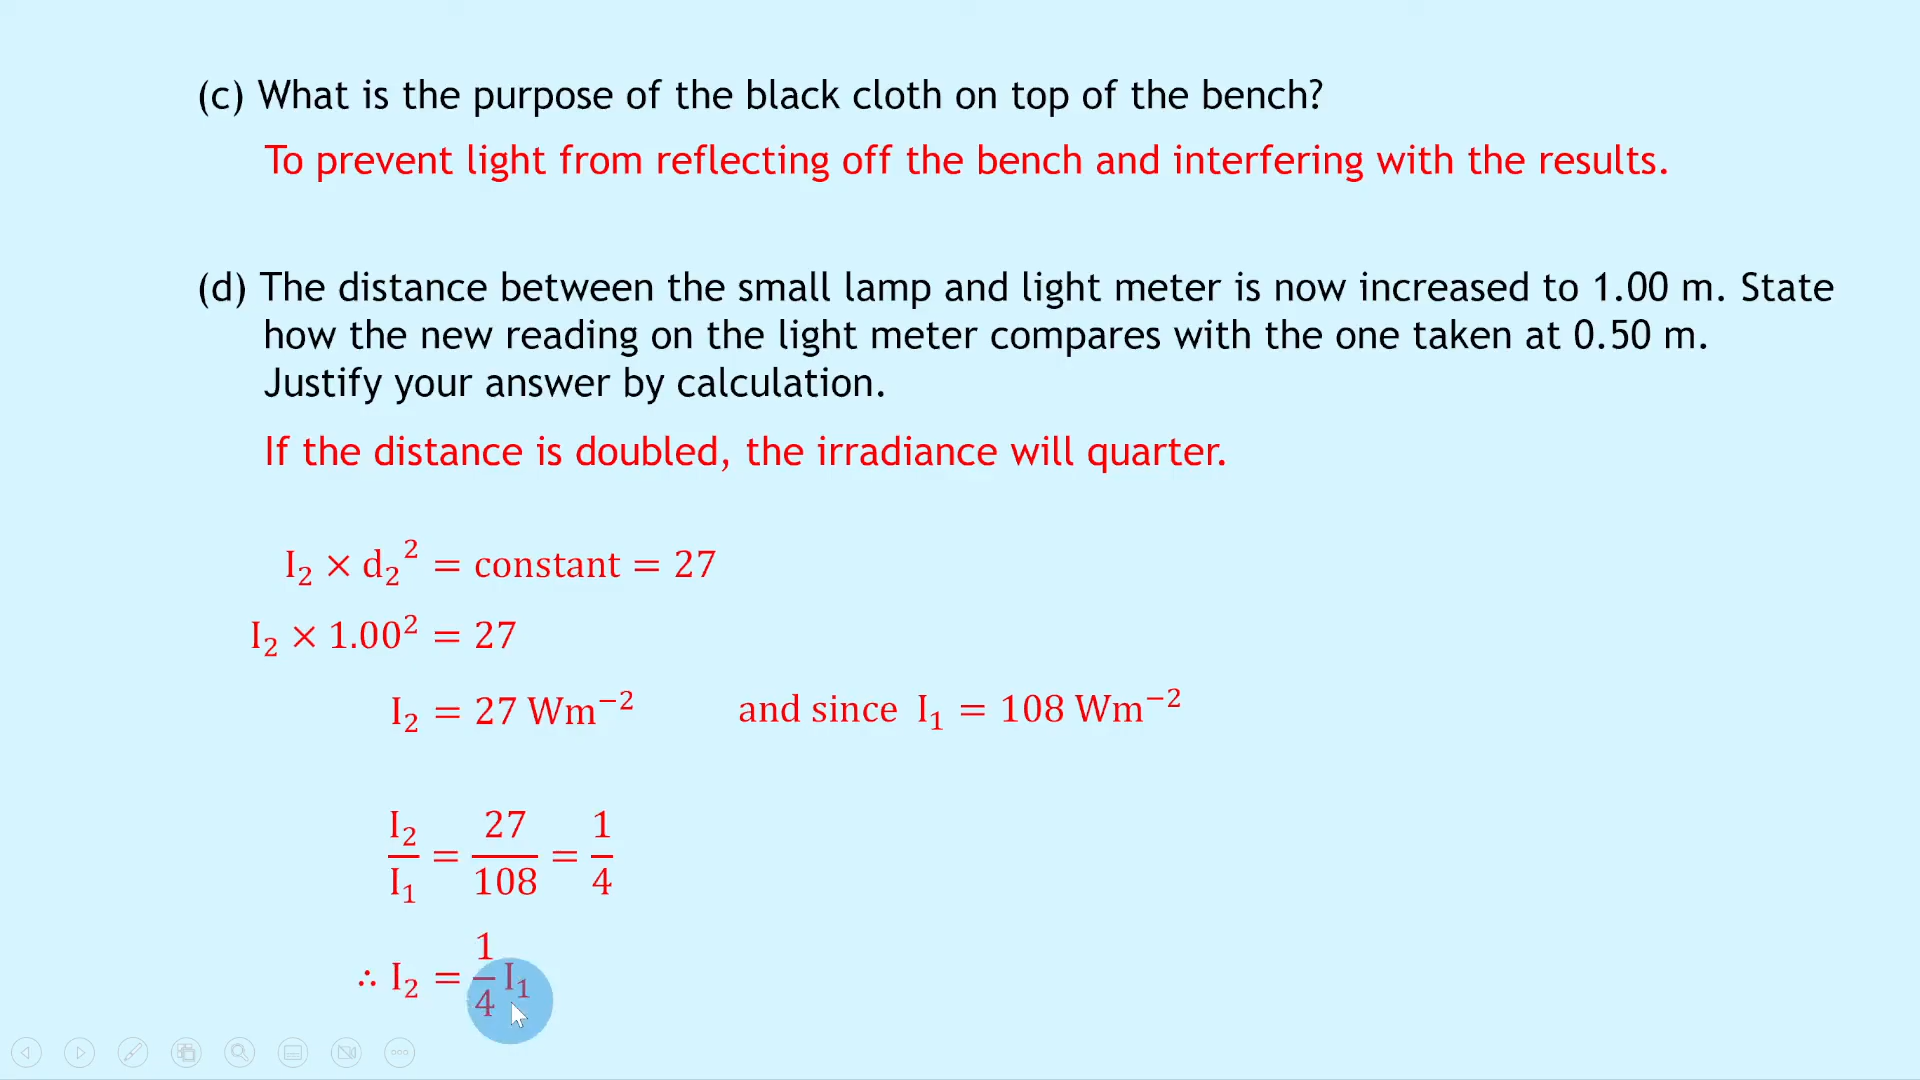 (c) What is the purpose of the black cloth on top of the bench?
To prevent light from reflecting off the bench and interfering with the results.
(d) The distance between the small lamp and light meter is now increased to 1.00 m. State
how the new reading on the light meter compares with the one taken at 0.50 m.
Justify your answer by calculation.
If the distance is doubled, the irradiance will quarter.
I₂ × d₂² = constant = 27
I₂ × 1.00² = 27
I₂ = 27 Wm⁻² and since I₁ = 108 Wm⁻²
I₂/I₁ = 27/108 = 1/4
∴ I₂ = 1/4 I₁